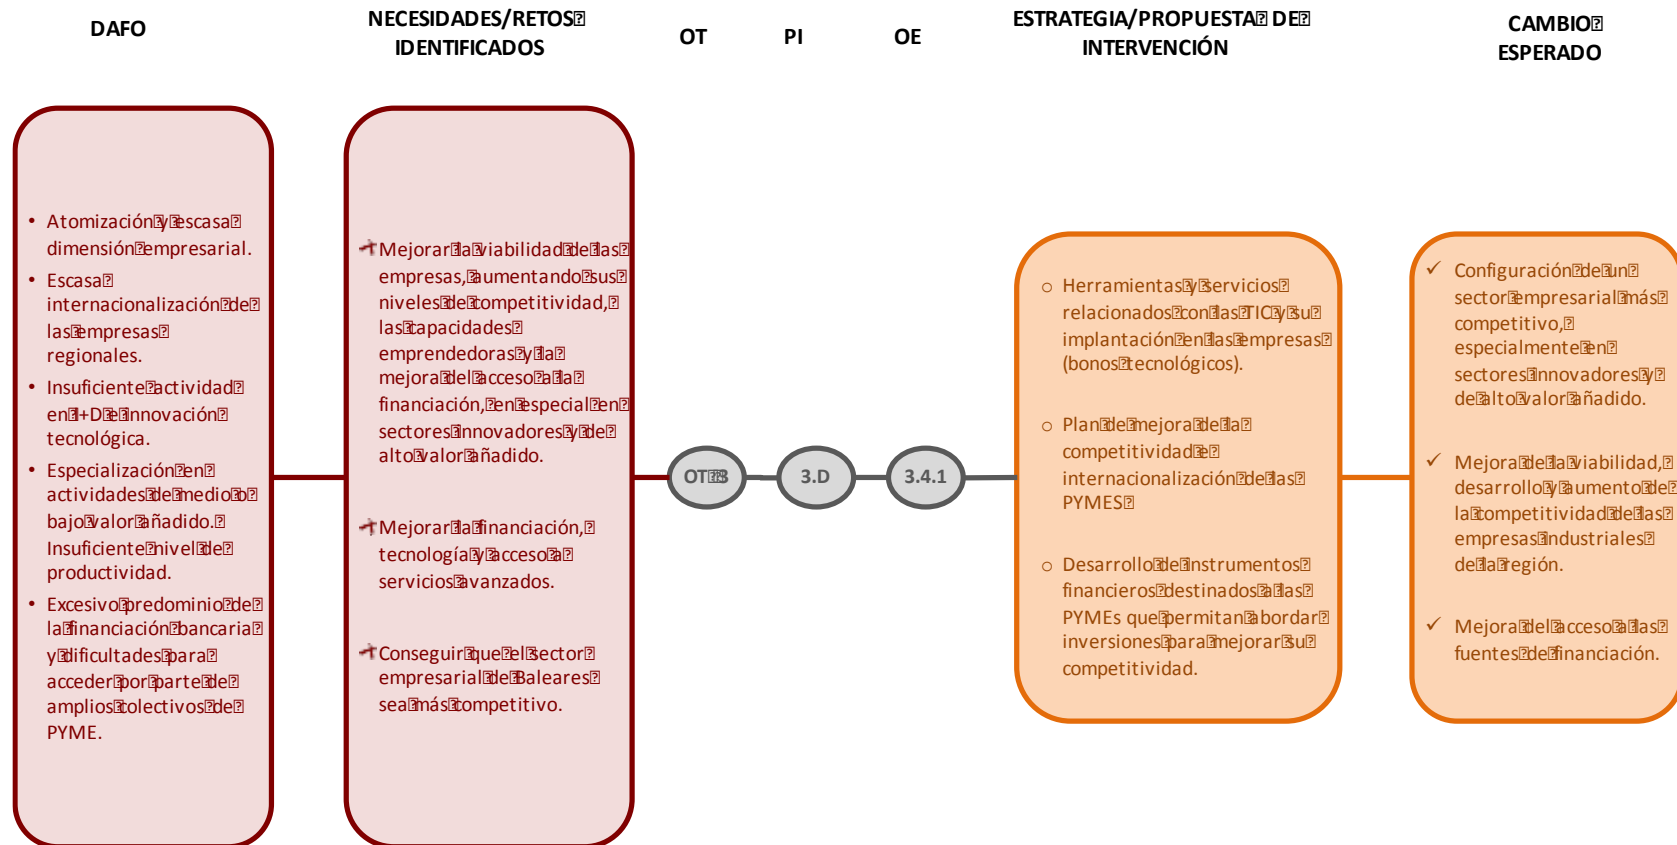 DAFO
NECESIDADES/RETOS
IDENTIFICADOS
OT
PI
OE
ESTRATEGIA/PROPUESTA DE
INTERVENCIÓN
CAMBIO
ESPERADO
• Atomización y escasa
dimensión empresarial.
• Escasa
internacionalización de
las empresas
regionales.
• Insuficiente actividad
en I+D e innovación
tecnológica.
• Especialización en
actividades de medio o
bajo valor añadido.
Insuficiente nivel de
productividad.
• Excesivo predominio de
la financiación bancaria
y dificultades para
acceder por parte de
amplios colectivos de
PYME.
Mejorar la viabilidad de las
empresas, aumentando sus
niveles de competitividad,
las capacidades
emprendedoras y la
mejora del acceso a la
financiación, en especial en
sectores innovadores y de
alto valor añadido.
Mejorar la financiación,
tecnología y acceso a
servicios avanzados.
Conseguir que el sector
empresarial de Baleares
sea más competitivo.
OT 3
3.D
3.4.1
o Herramientas y servicios
relacionados con las TIC y su
implantación en las empresas
(bonos tecnológicos).
o Plan de mejora de la
competitividad e
internacionalización de las
PYMES
o Desarrollo de instrumentos
financieros destinados a las
PYMEs que permitan abordar
inversiones para mejorar su
competitividad.
✓ Configuración de un
sector empresarial más
competitivo,
especialmente en
sectores innovadores y
de alto valor añadido.
✓ Mejora de la viabilidad,
desarrollo y aumento de
la competitividad de las
empresas industriales
de la región.
✓ Mejora del acceso a las
fuentes de financiación.